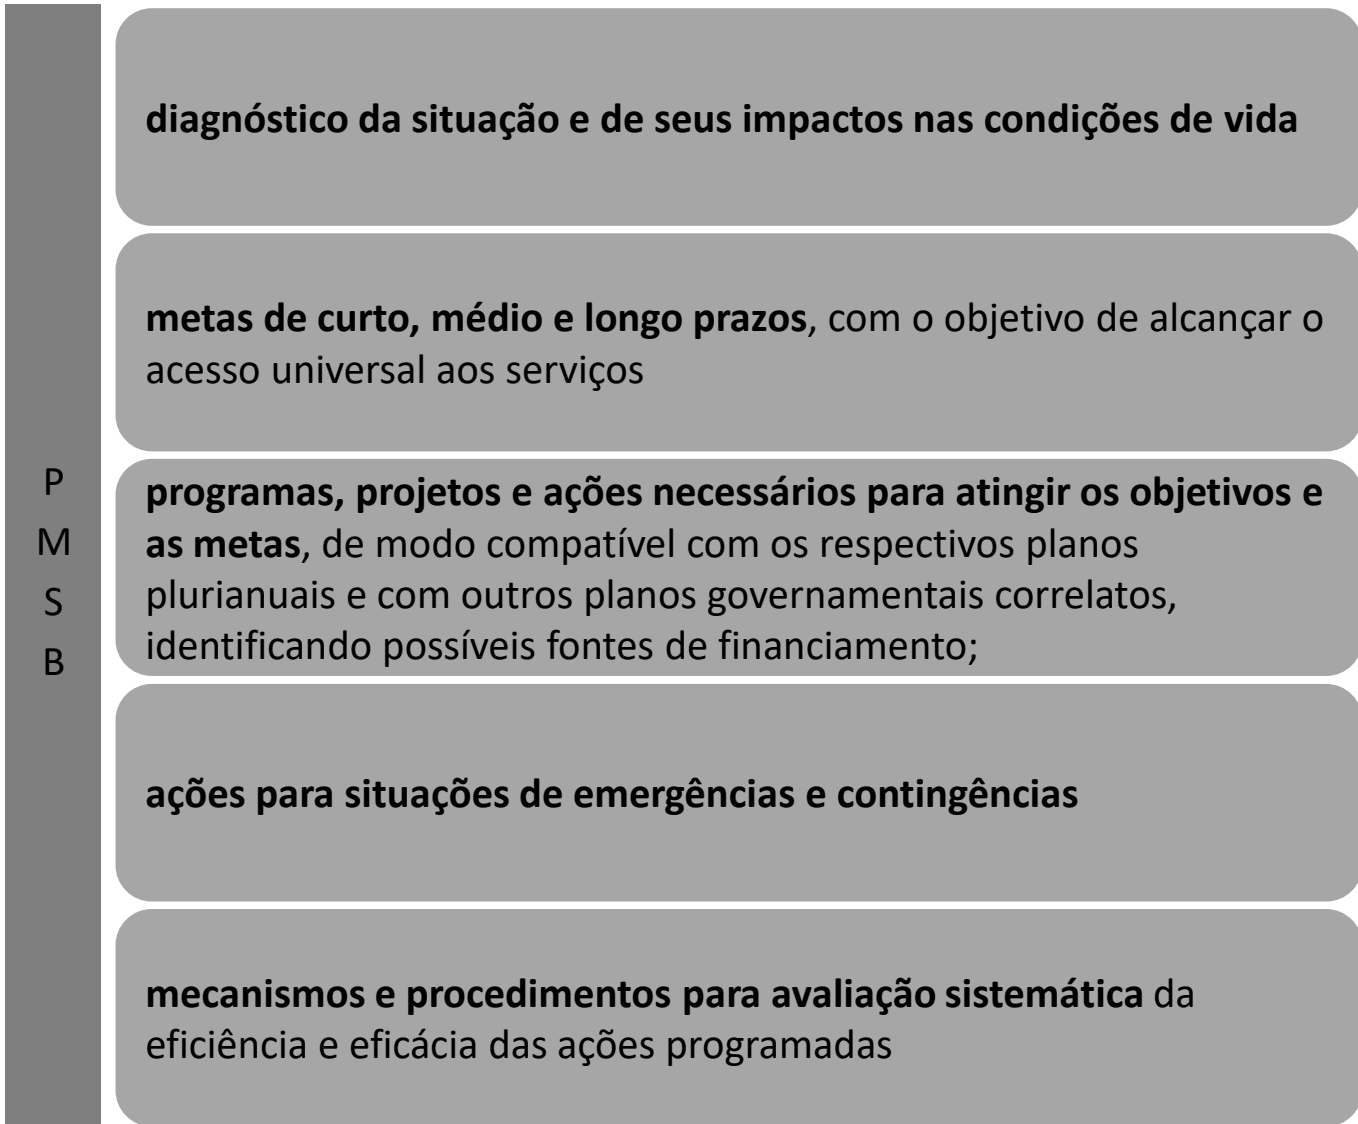 P
M
S
B
diagnóstico da situação e de seus impactos nas condições de vida
metas de curto, médio e longo prazos, com o objetivo de alcançar o
acesso universal aos serviços
programas, projetos e ações necessários para atingir os objetivos e
as metas, de modo compatível com os respectivos planos
plurianuais e com outros planos governamentais correlatos,
identificando possíveis fontes de financiamento;
ações para situações de emergências e contingências
mecanismos e procedimentos para avaliação sistemática da
eficiência e eficácia das ações programadas